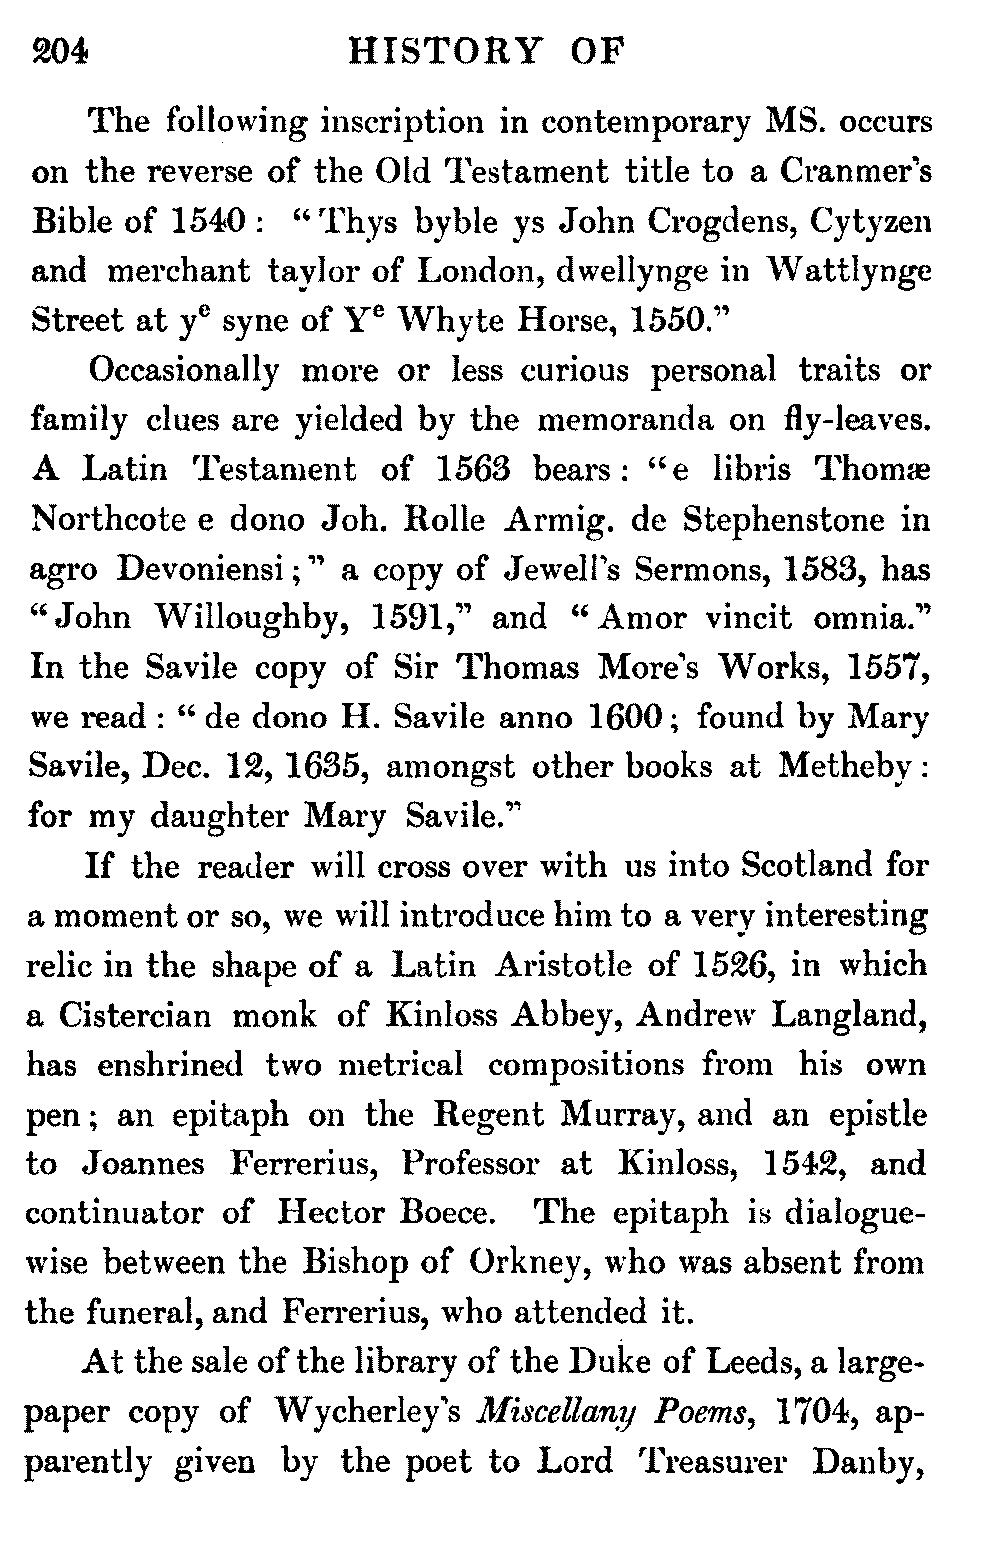 204 HISTORY OF
The following inscription in contemporary MS. occurs
on the reverse of the Old Testament title to a Cranmer's
Bible of 1540 : "Thys byble ys John Crogdens, Cytyzen
and merchant taylor of London, dwellynge in Wattlynge
Street at yᵉ syne of Yᵉ Whyte Horse, 1550."
Occasionally more or less curious personal traits or
family clues are yielded by the memoranda on fly-leaves.
A Latin Testament of 1563 bears : "e libris Thomæ
Northcote e dono Joh. Rolle Armig. de Stephenstone in
agro Devoniensi ; " a copy of Jewell's Sermons, 1583, has
"John Willoughby, 1591," and "Amor vincit omnia."
In the Savile copy of Sir Thomas More's Works, 1557,
we read : "de dono H. Savile anno 1600 ; found by Mary
Savile, Dec. 12, 1635, amongst other books at Metheby :
for my daughter Mary Savile."
If the reader will cross over with us into Scotland for
a moment or so, we will introduce him to a very interesting
relic in the shape of a Latin Aristotle of 1526, in which
a Cistercian monk of Kinloss Abbey, Andrew Langland,
has enshrined two metrical compositions from his own
pen ; an epitaph on the Regent Murray, and an epistle
to Joannes Ferrerius, Professor at Kinloss, 1542, and
continuator of Hector Boece. The epitaph is dialogue-
wise between the Bishop of Orkney, who was absent from
the funeral, and Ferrerius, who attended it.
At the sale of the library of the Duke of Leeds, a large-
paper copy of Wycherley's Miscellany Poems, 1704, ap-
parently given by the poet to Lord Treasurer Danby,